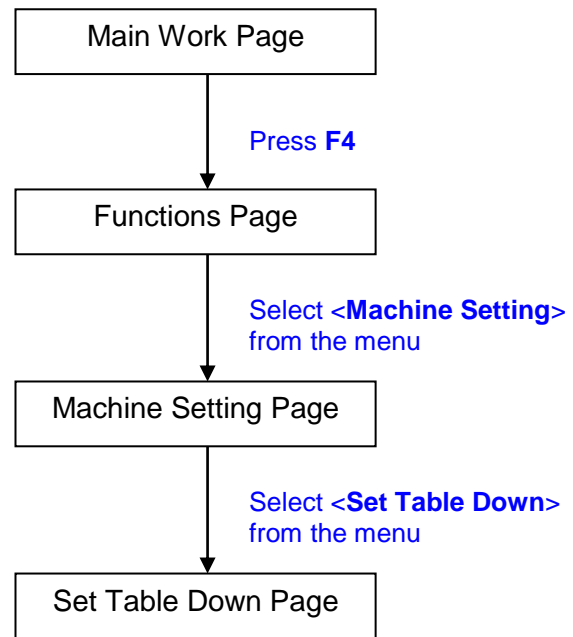 Main Work Page
Press F4
Functions Page
Select <Machine Setting>
from the menu
Machine Setting Page
Select <Set Table Down>
from the menu
Set Table Down Page